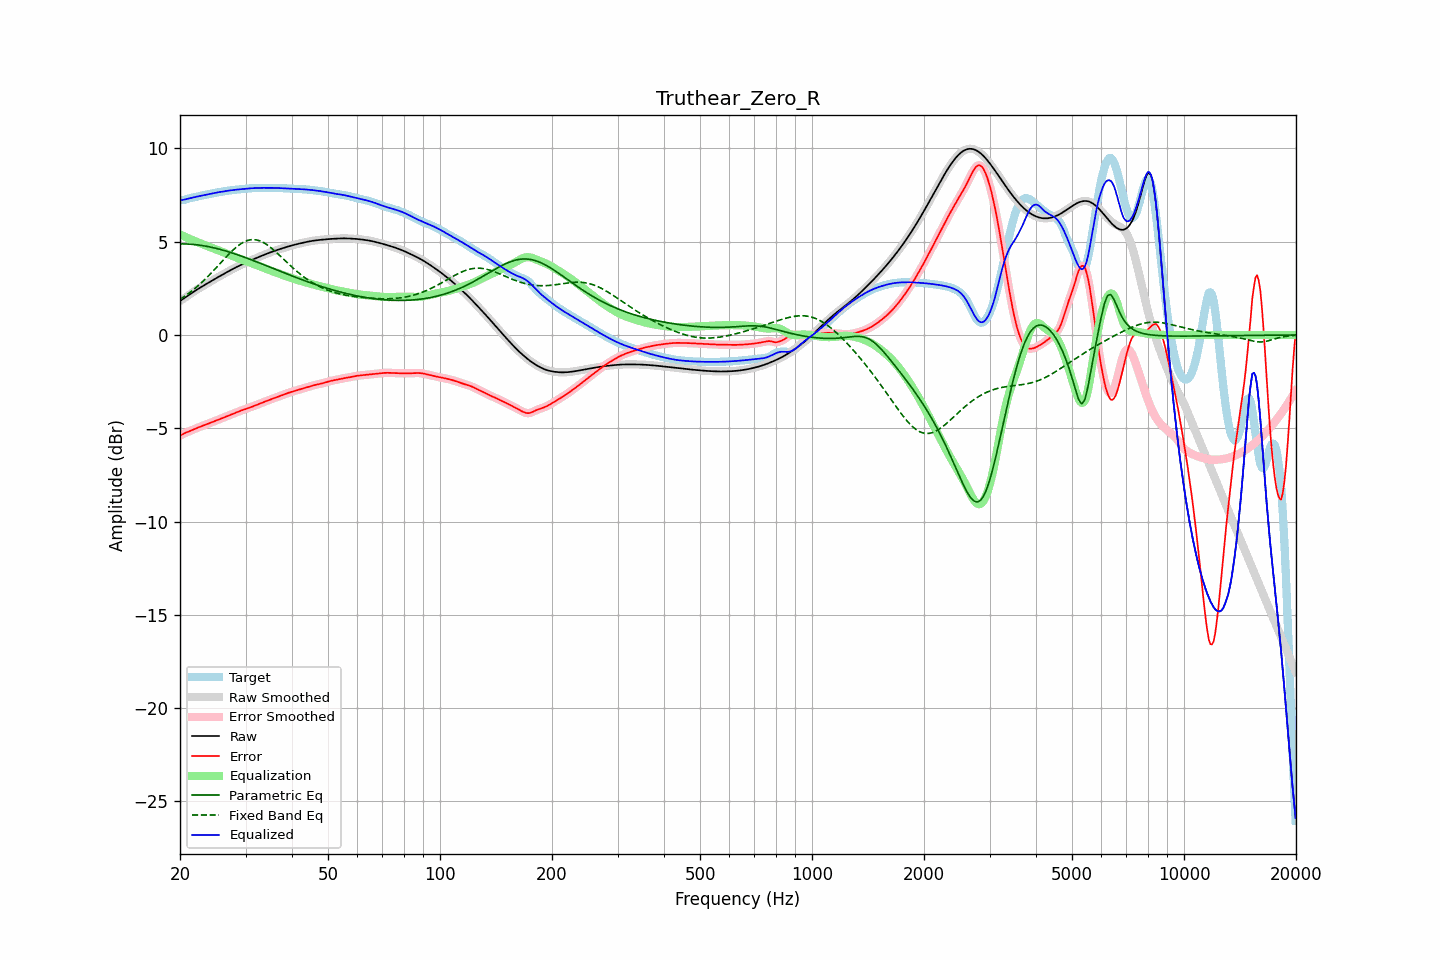 Truthear_Zero_R
Amplitude (dBr)
10
5
0
−5
−10
−15
−20
−25
Target
Raw Smoothed
Error Smoothed
Raw
Error
Equalization
Parametric Eq
Fixed Band Eq
Equalized
20 50 100 200 500 1000 2000 5000 10000 20000
Frequency (Hz)